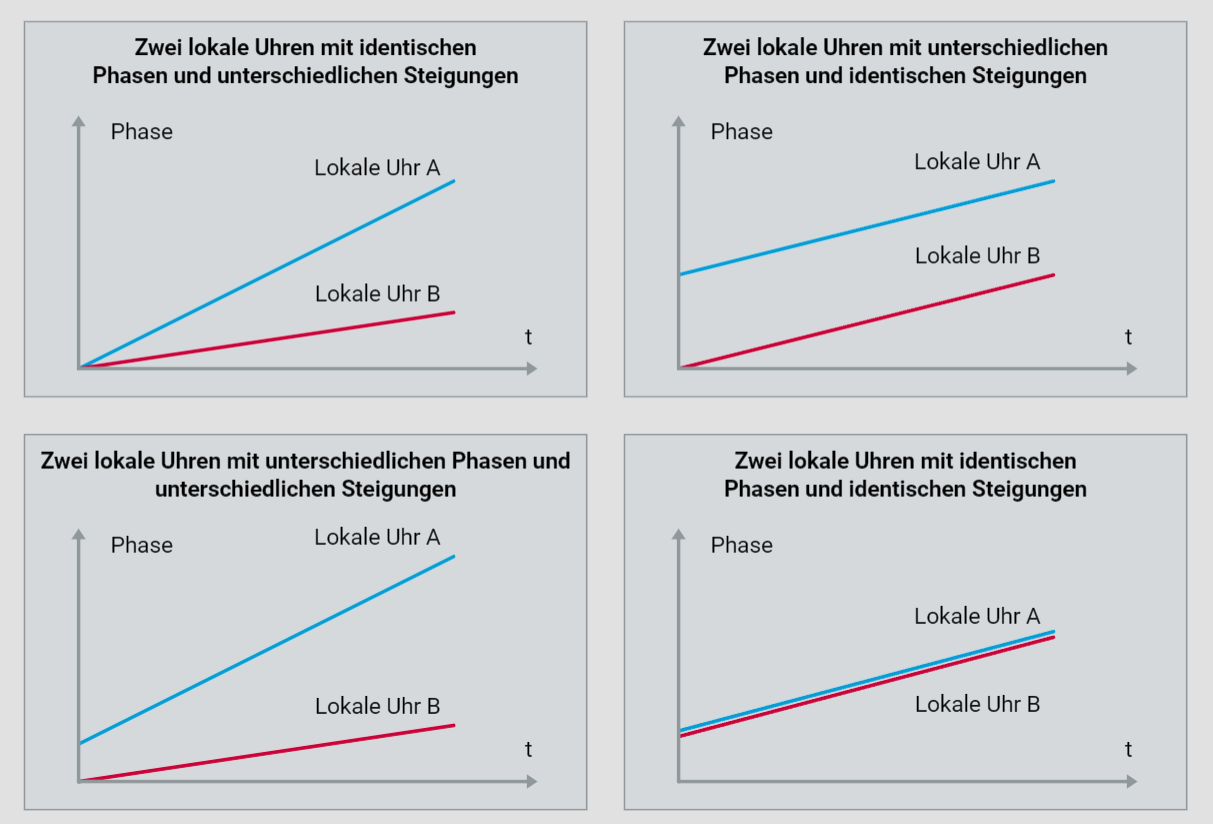 Zwei lokale Uhren mit identischen
Phasen und unterschiedlichen Steigungen
Phase
Lokale Uhr A
Lokale Uhr B
t
Zwei lokale Uhren mit unterschiedlichen
Phasen und identischen Steigungen
Phase
Lokale Uhr A
Lokale Uhr B
t
Zwei lokale Uhren mit unterschiedlichen Phasen und
unterschiedlichen Steigungen
Lokale Uhr A
Phase
Lokale Uhr B
t
Zwei lokale Uhren mit identischen
Phasen und identischen Steigungen
Phase
Lokale Uhr A
Lokale Uhr B
t